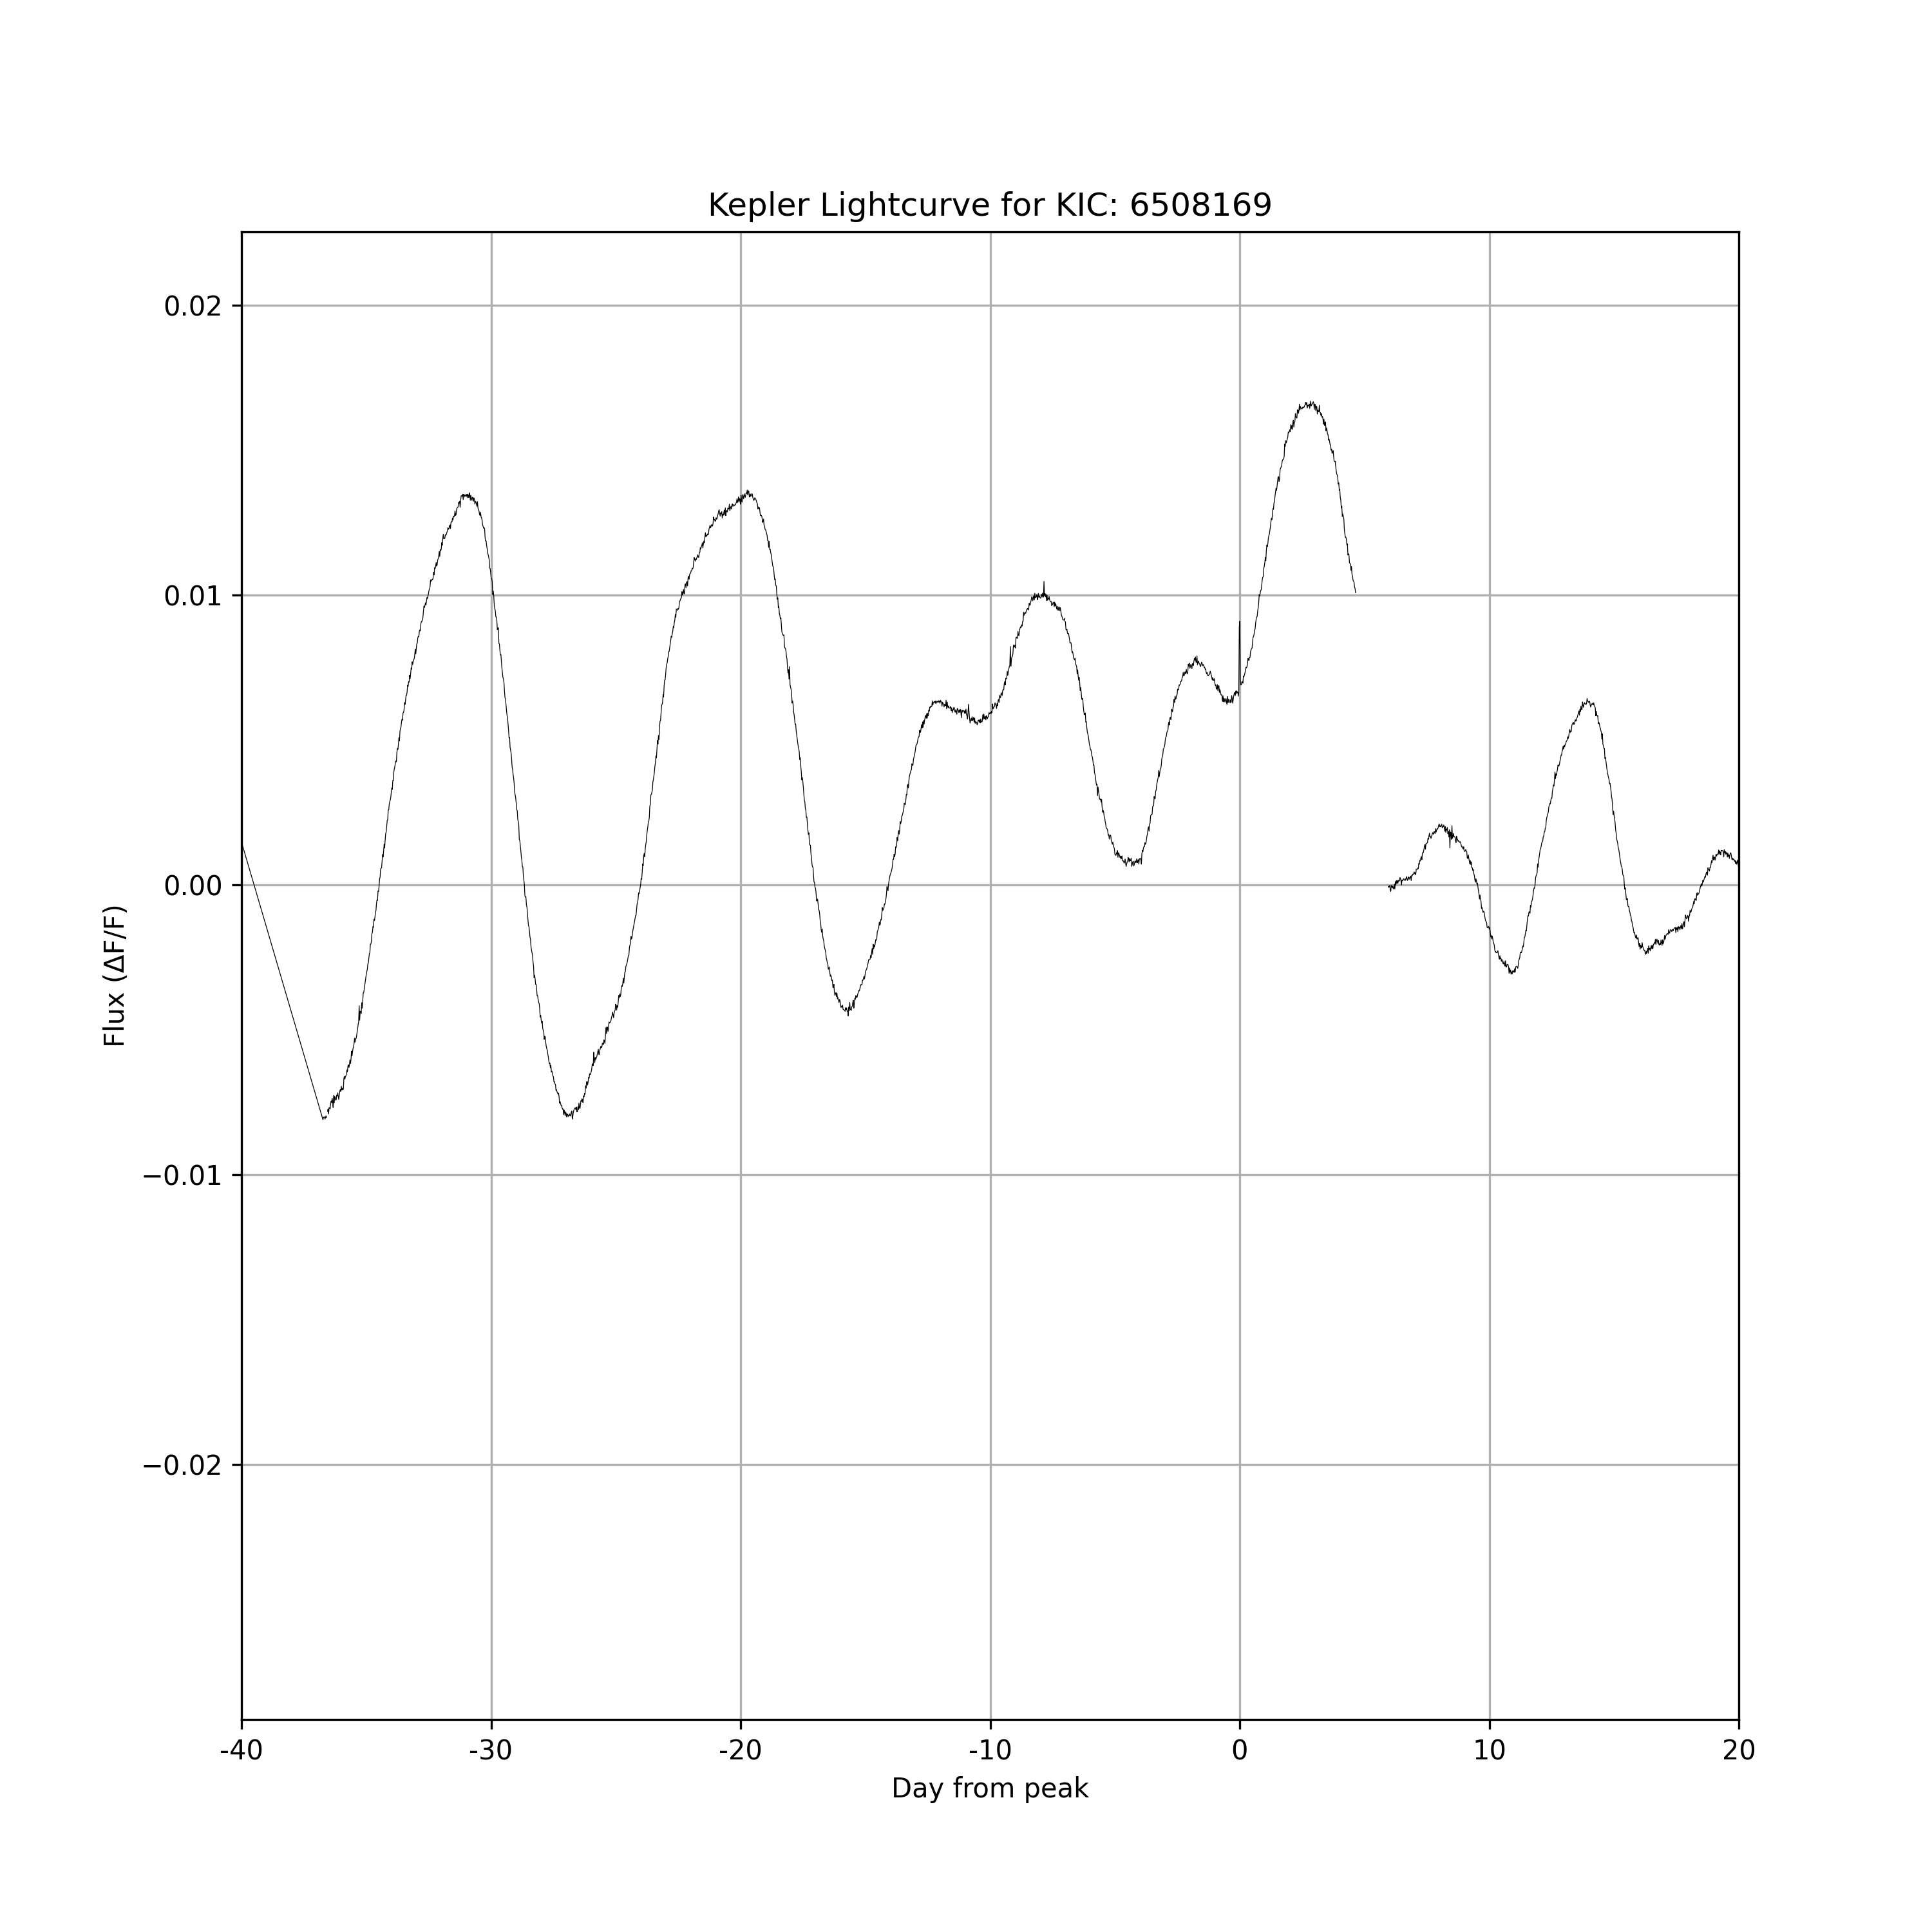 Kepler Lightcurve for KIC: 6508169
0.02
0.01
0.00
−0.01
−0.02
Flux (ΔF/F)
-40 -30 -20 -10 0 10 20
Day from peak